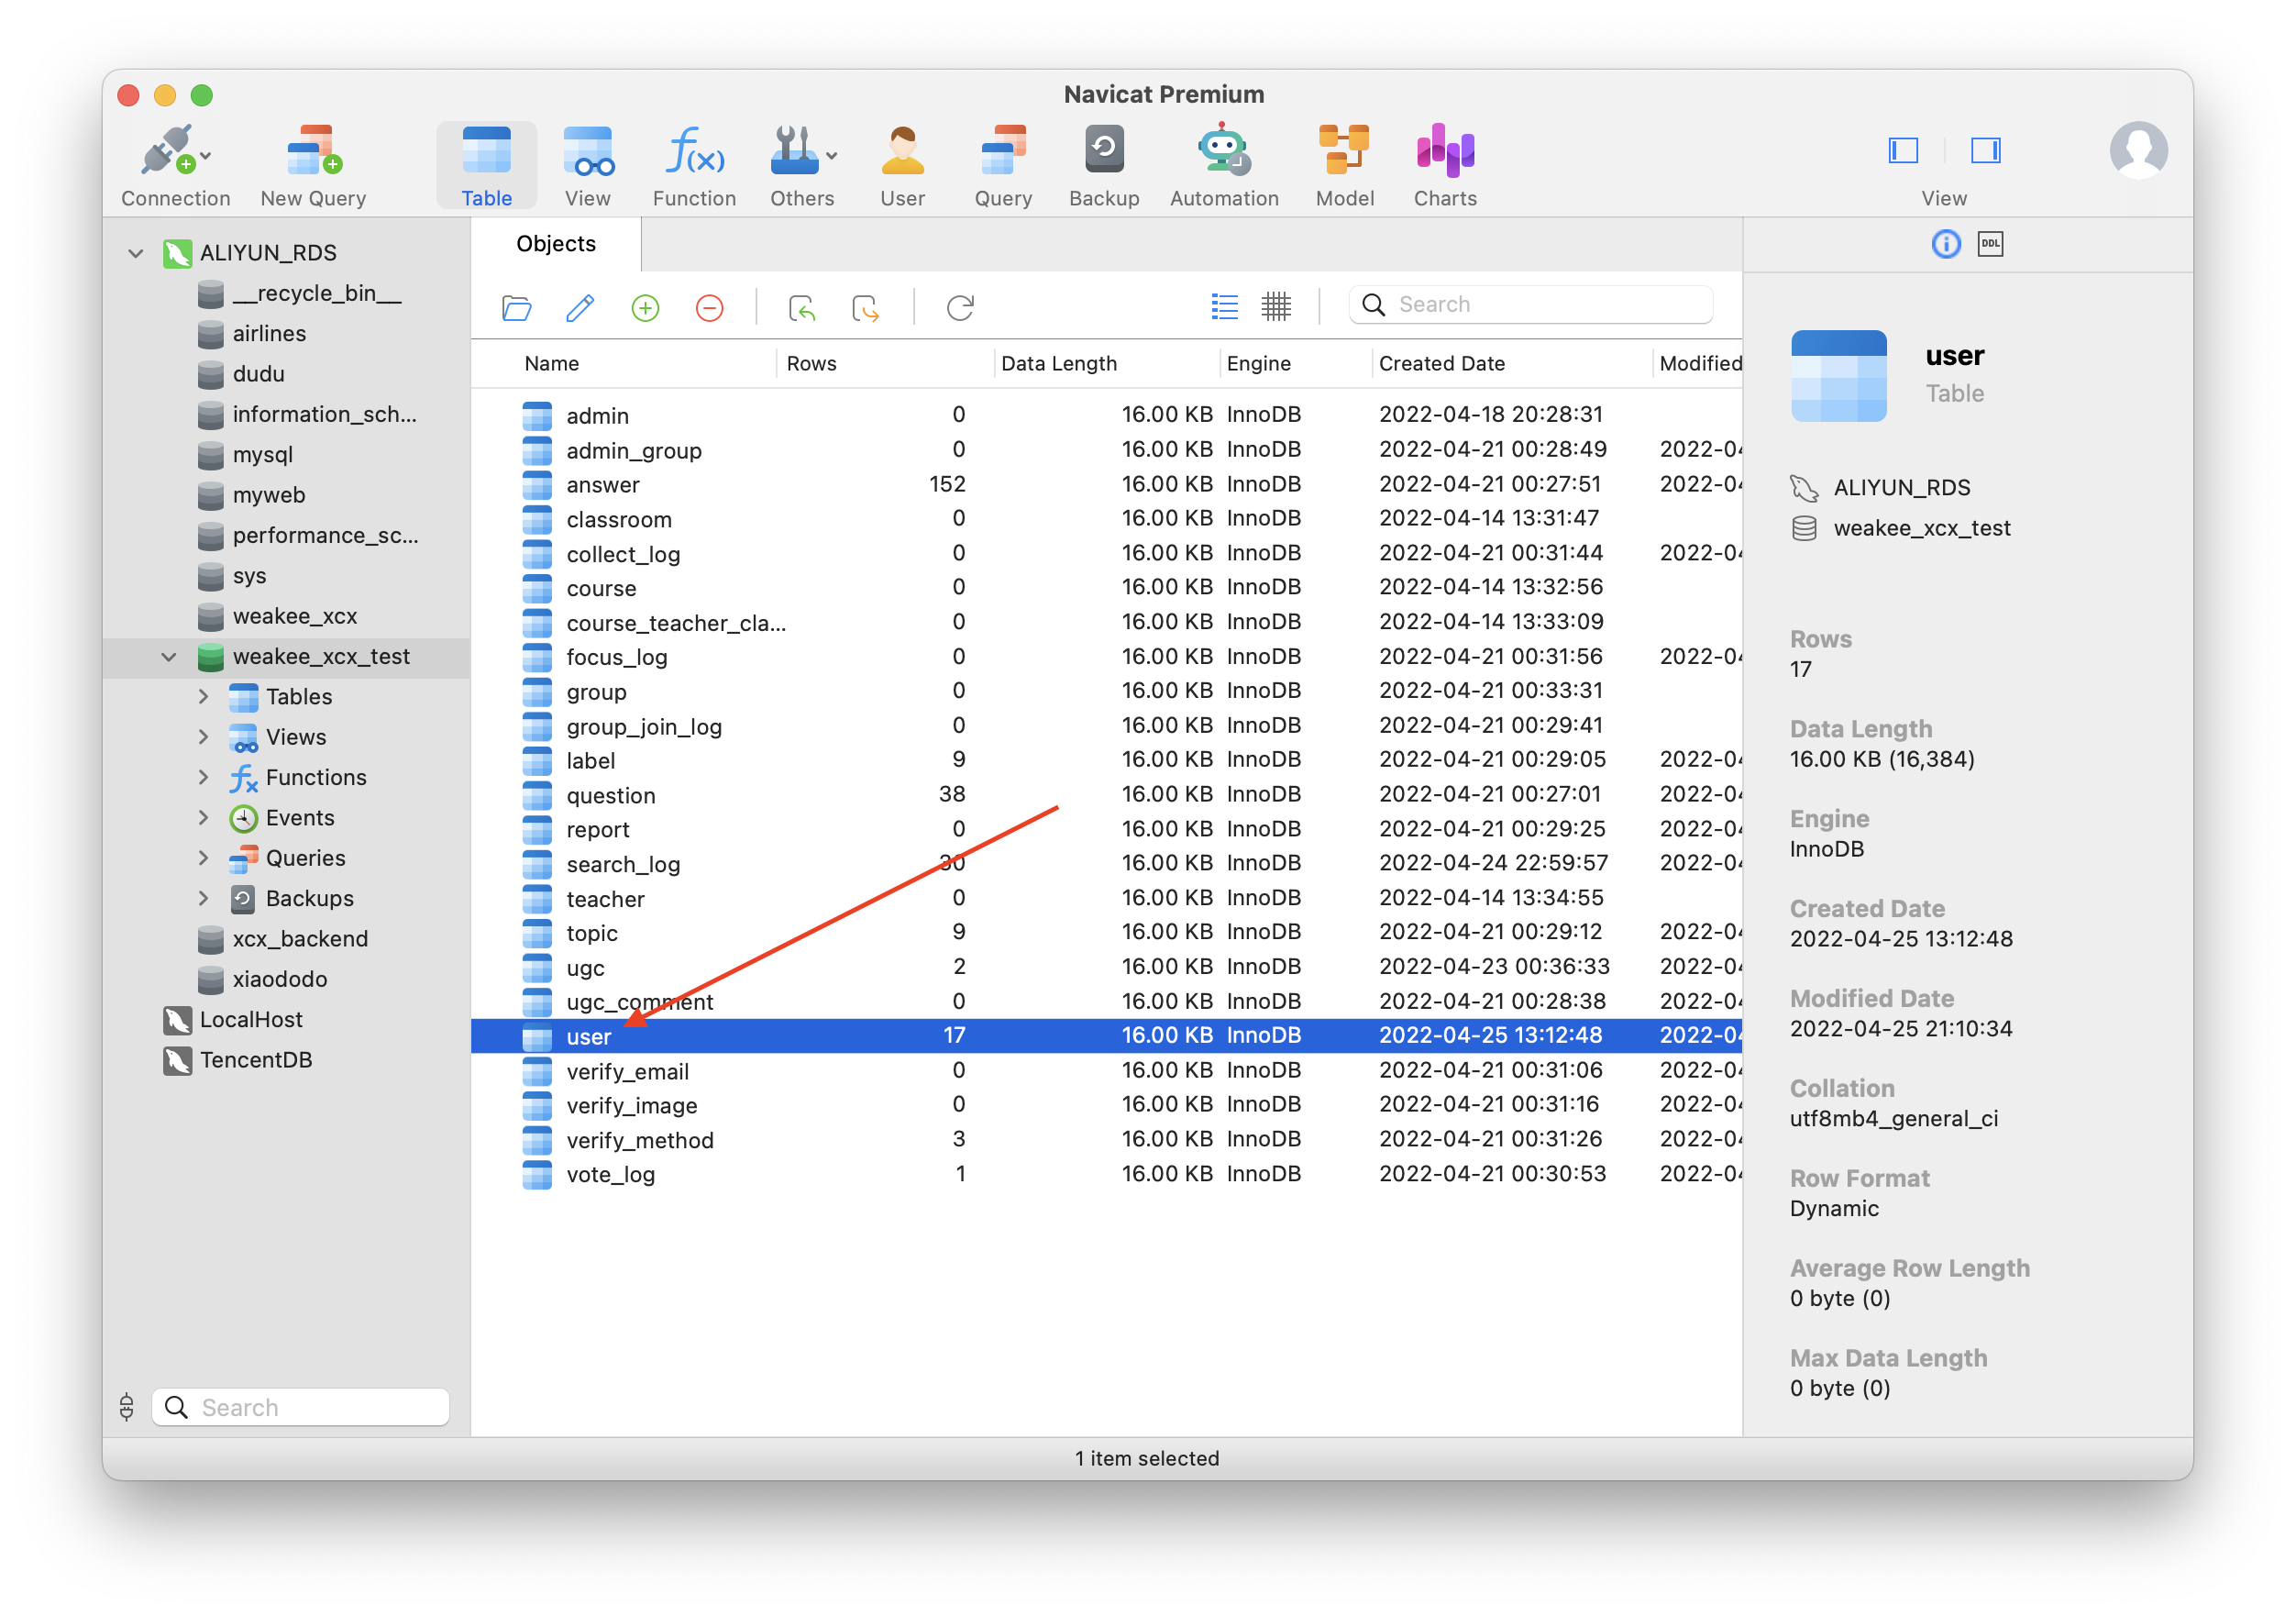 Navicat Premium
Connection New Query Table View Function Others User Query Backup Automation Model Charts View
ALIYUN_RDS
__recycle_bin__
airlines
dudu
information_sch...
mysql
myweb
performance_sc...
sys
weakee_xcx
weakee_xcx_test
Tables
Views
Functions
Events
Queries
Backups
xcx_backend
xiaododo
LocalHost
TencentDB
Search
Objects
Search
Name Rows Data Length Engine Created Date Modified
admin 0 16.00 KB InnoDB 2022-04-18 20:28:31
admin_group 0 16.00 KB InnoDB 2022-04-21 00:28:49 2022-04
answer 152 16.00 KB InnoDB 2022-04-21 00:27:51 2022-04
classroom 0 16.00 KB InnoDB 2022-04-14 13:31:47
collect_log 0 16.00 KB InnoDB 2022-04-21 00:31:44 2022-04
course 0 16.00 KB InnoDB 2022-04-14 13:32:56
course_teacher_cla... 0 16.00 KB InnoDB 2022-04-14 13:33:09
focus_log 0 16.00 KB InnoDB 2022-04-21 00:31:56 2022-04
group 0 16.00 KB InnoDB 2022-04-21 00:33:31
group_join_log 0 16.00 KB InnoDB 2022-04-21 00:29:41
label 9 16.00 KB InnoDB 2022-04-21 00:29:05 2022-04
question 38 16.00 KB InnoDB 2022-04-21 00:27:01 2022-04
report 0 16.00 KB InnoDB 2022-04-21 00:29:25 2022-04
search_log 30 16.00 KB InnoDB 2022-04-24 22:59:57 2022-04
teacher 0 16.00 KB InnoDB 2022-04-14 13:34:55
topic 9 16.00 KB InnoDB 2022-04-21 00:29:12 2022-04
ugc 2 16.00 KB InnoDB 2022-04-23 00:36:33 2022-04
ugc_comment 0 16.00 KB InnoDB 2022-04-21 00:28:38 2022-04
user 17 16.00 KB InnoDB 2022-04-25 13:12:48 2022-04
verify_email 0 16.00 KB InnoDB 2022-04-21 00:31:06 2022-04
verify_image 0 16.00 KB InnoDB 2022-04-21 00:31:16 2022-04
verify_method 3 16.00 KB InnoDB 2022-04-21 00:31:26 2022-04
vote_log 1 16.00 KB InnoDB 2022-04-21 00:30:53 2022-04
DDL
user
Table
ALIYUN_RDS
weakee_xcx_test
Rows
17
Data Length
16.00 KB (16,384)
Engine
InnoDB
Created Date
2022-04-25 13:12:48
Modified Date
2022-04-25 21:10:34
Collation
utf8mb4_general_ci
Row Format
Dynamic
Average Row Length
0 byte (0)
Max Data Length
0 byte (0)
1 item selected